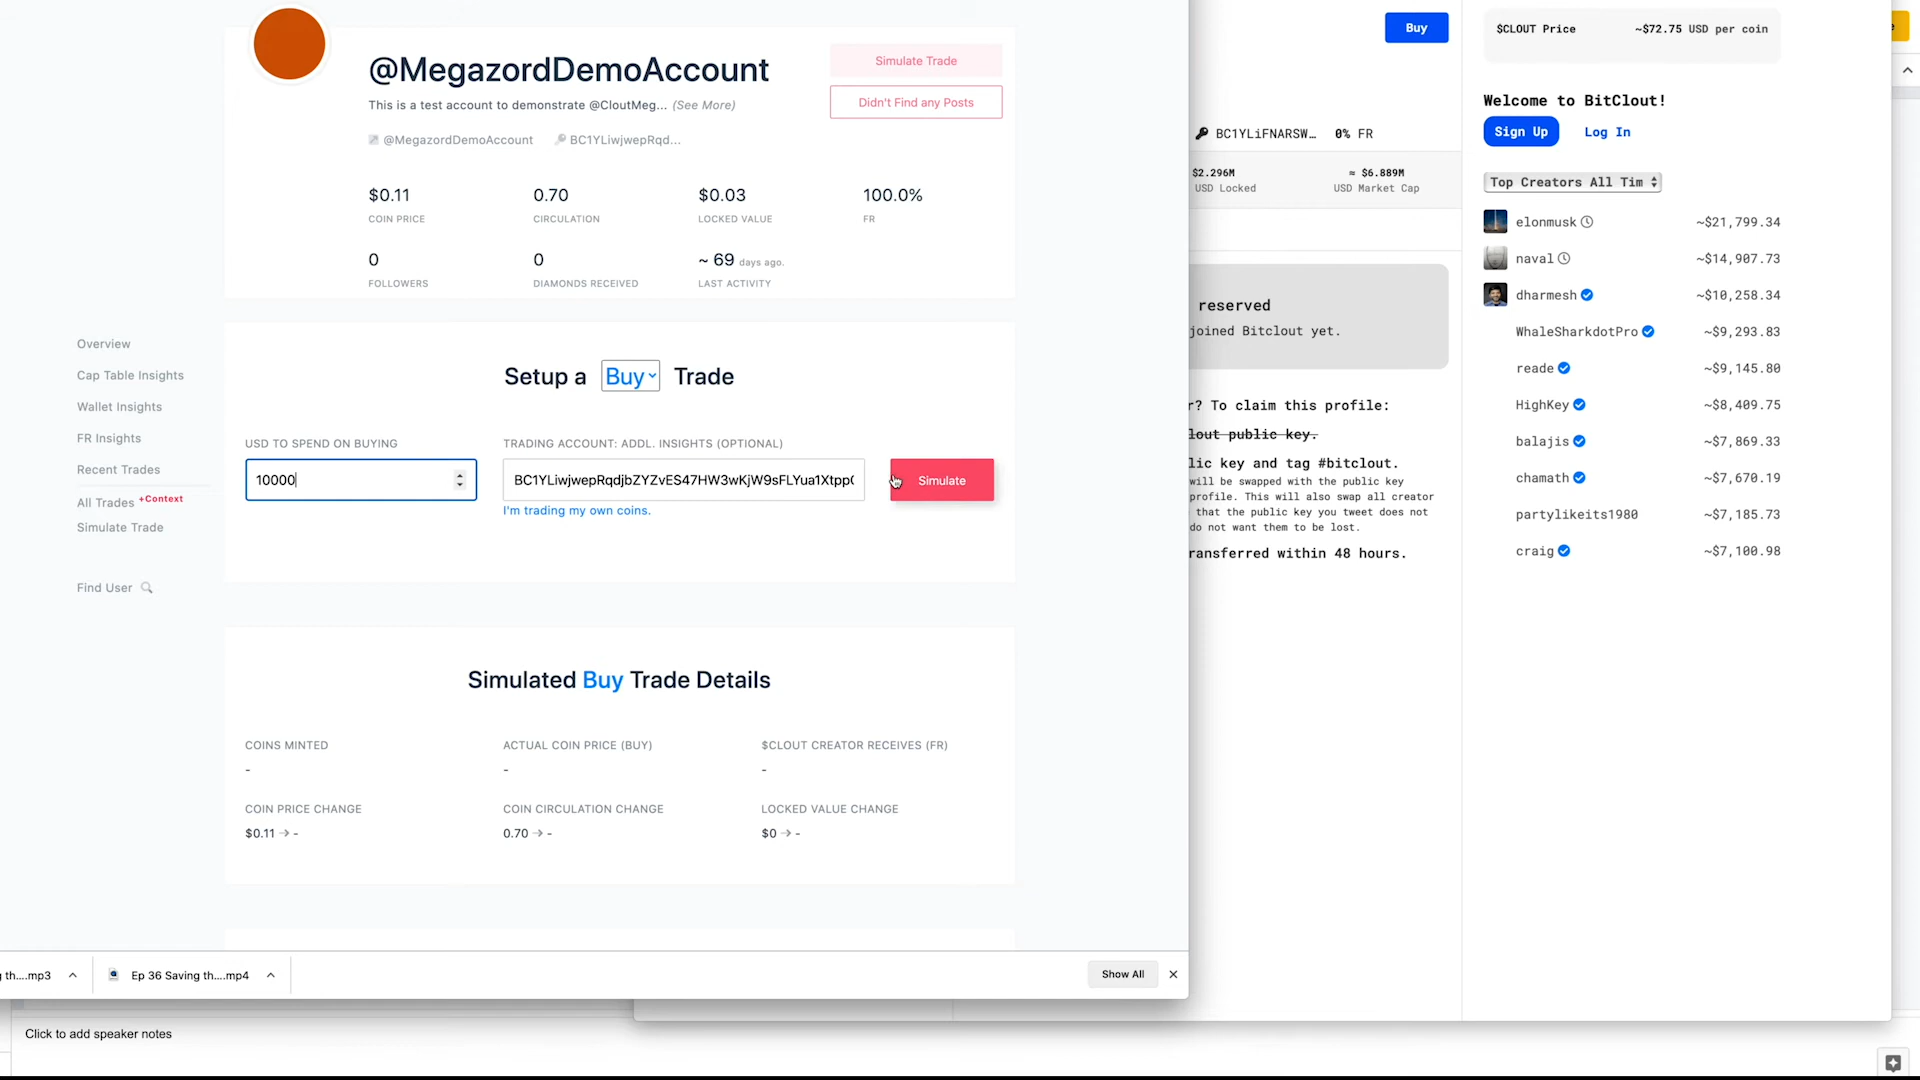 @MegazordDemoAccount
This is a test account to demonstrate @CloutMeg... (See More)
@MegazordDemoAccount BC1YLiwjwepRqd...
Simulate Trade
Didn't Find any Posts
$0.11
COIN PRICE
0.70
CIRCULATION
$0.03
LOCKED VALUE
100.0%
FR
0
FOLLOWERS
0
DIAMONDS RECEIVED
~ 69 days ago.
LAST ACTIVITY
Overview
Cap Table Insights
Wallet Insights
FR Insights
Recent Trades
All Trades +Context
Simulate Trade
Find User
Setup a Buy Trade
USD TO SPEND ON BUYING
10000
TRADING ACCOUNT: ADDL. INSIGHTS (OPTIONAL)
BC1YLiwjwepRqdjbZYZvES47HW3wKjW9sFLYua1Xtpp
I'm trading my own coins.
Simulate
Simulated Buy Trade Details
COINS MINTED
-
ACTUAL COIN PRICE (BUY)
-
$CLOUT CREATOR RECEIVES (FR)
-
COIN PRICE CHANGE
$0.11 → -
COIN CIRCULATION CHANGE
0.70 → -
LOCKED VALUE CHANGE
$0 → -
th....mp3
Ep 36 Saving th....mp4
Show All
Click to add speaker notes
Buy
BC1YLiFNARSW… 0% FR
$2.296M
USD Locked
≈ $6.889M
USD Market Cap
reserved
joined Bitclout yet.
r? To claim this profile:
lout public key.
lic key and tag #bitclout.
will be swapped with the public key
profile. This will also swap all creator
that the public key you tweet does not
do not want them to be lost.
ransferred within 48 hours.
$CLOUT Price ~$72.75 USD per coin
Welcome to BitClout!
Sign Up Log In
Top Creators All Tim
elonmusk ~$21,799.34
naval ~$14,907.73
dharmesh ~$10,258.34
WhaleSharkdotPro ~$9,293.83
reade ~$9,145.80
HighKey ~$8,409.75
balajis ~$7,869.33
chamath ~$7,670.19
partylikeits1980 ~$7,185.73
craig ~$7,100.98